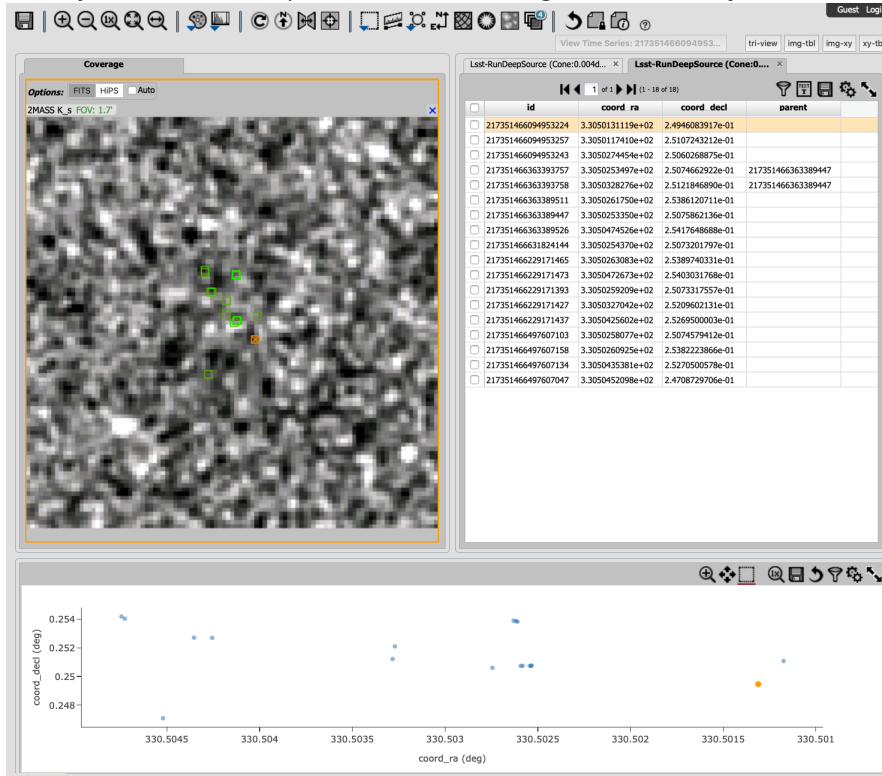 Guest Logi
View Time Series: 217351466094953...
tri-view img-tbl img-xy xy-tb
Coverage
Options: FITS HiPS Auto
2MASS K_s FOV: 1.7'
Lsst-RunDeepSource (Cone:0.004d... × Lsst-RunDeepSource (Cone:0.... ×
1 of 1 (1 - 18 of 18)
id coord_ra coord_decl parent
217351466094953224 3.3050131119e+02 2.4946083917e-01
217351466094953257 3.3050117410e+02 2.5107243212e-01
217351466094953243 3.3050274454e+02 2.5060268875e-01
217351466363393757 3.3050253497e+02 2.5074662922e-01 217351466363389447
217351466363393758 3.3050328276e+02 2.5121846890e-01 217351466363389447
217351466363389511 3.3050261750e+02 2.5386120711e-01
217351466363389447 3.3050253350e+02 2.5075862136e-01
217351466363389526 3.3050474526e+02 2.5417648688e-01
217351466631824144 3.3050254370e+02 2.5073201797e-01
217351466229171465 3.3050263083e+02 2.5389740331e-01
217351466229171473 3.3050472673e+02 2.5403031768e-01
217351466229171393 3.3050259209e+02 2.5073317557e-01
217351466229171427 3.3050327042e+02 2.5209602131e-01
217351466229171437 3.3050425602e+02 2.5269500003e-01
217351466497607103 3.3050258077e+02 2.5074579412e-01
217351466497607158 3.3050260925e+02 2.5382223866e-01
217351466497607134 3.3050435381e+02 2.5270500578e-01
217351466497607047 3.3050452098e+02 2.4708729706e-01
0.254
0.252
0.25
0.248
coord_decl (deg)
330.5045 330.504 330.5035 330.503 330.5025 330.502 330.5015 330.501
coord_ra (deg)